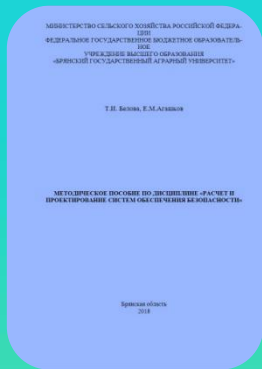 МИНИСТЕРСТВО СЕЛЬСКОГО ХОЗЯЙСТВА РОССИЙСКОЙ ФЕДЕРА-
ЦИИ
ФЕДЕРАЛЬНОЕ ГОСУДАРСТВЕННОЕ БЮДЖЕТНОЕ ОБРАЗОВАТЕЛЬ-
НОЕ
УЧРЕЖДЕНИЕ ВЫСШЕГО ОБРАЗОВАНИЯ
«БРЯНСКИЙ ГОСУДАРСТВЕННЫЙ АГРАРНЫЙ УНИВЕРСИТЕТ»
Т.И. Белова, Е.М.Агашков
МЕТОДИЧЕСКОЕ ПОСОБИЕ ПО ДИСЦИПЛИНЕ «РАСЧЕТ И
ПРОЕКТИРОВАНИЕ СИСТЕМ ОБЕСПЕЧЕНИЯ БЕЗОПАСНОСТИ»
Брянская область
2018